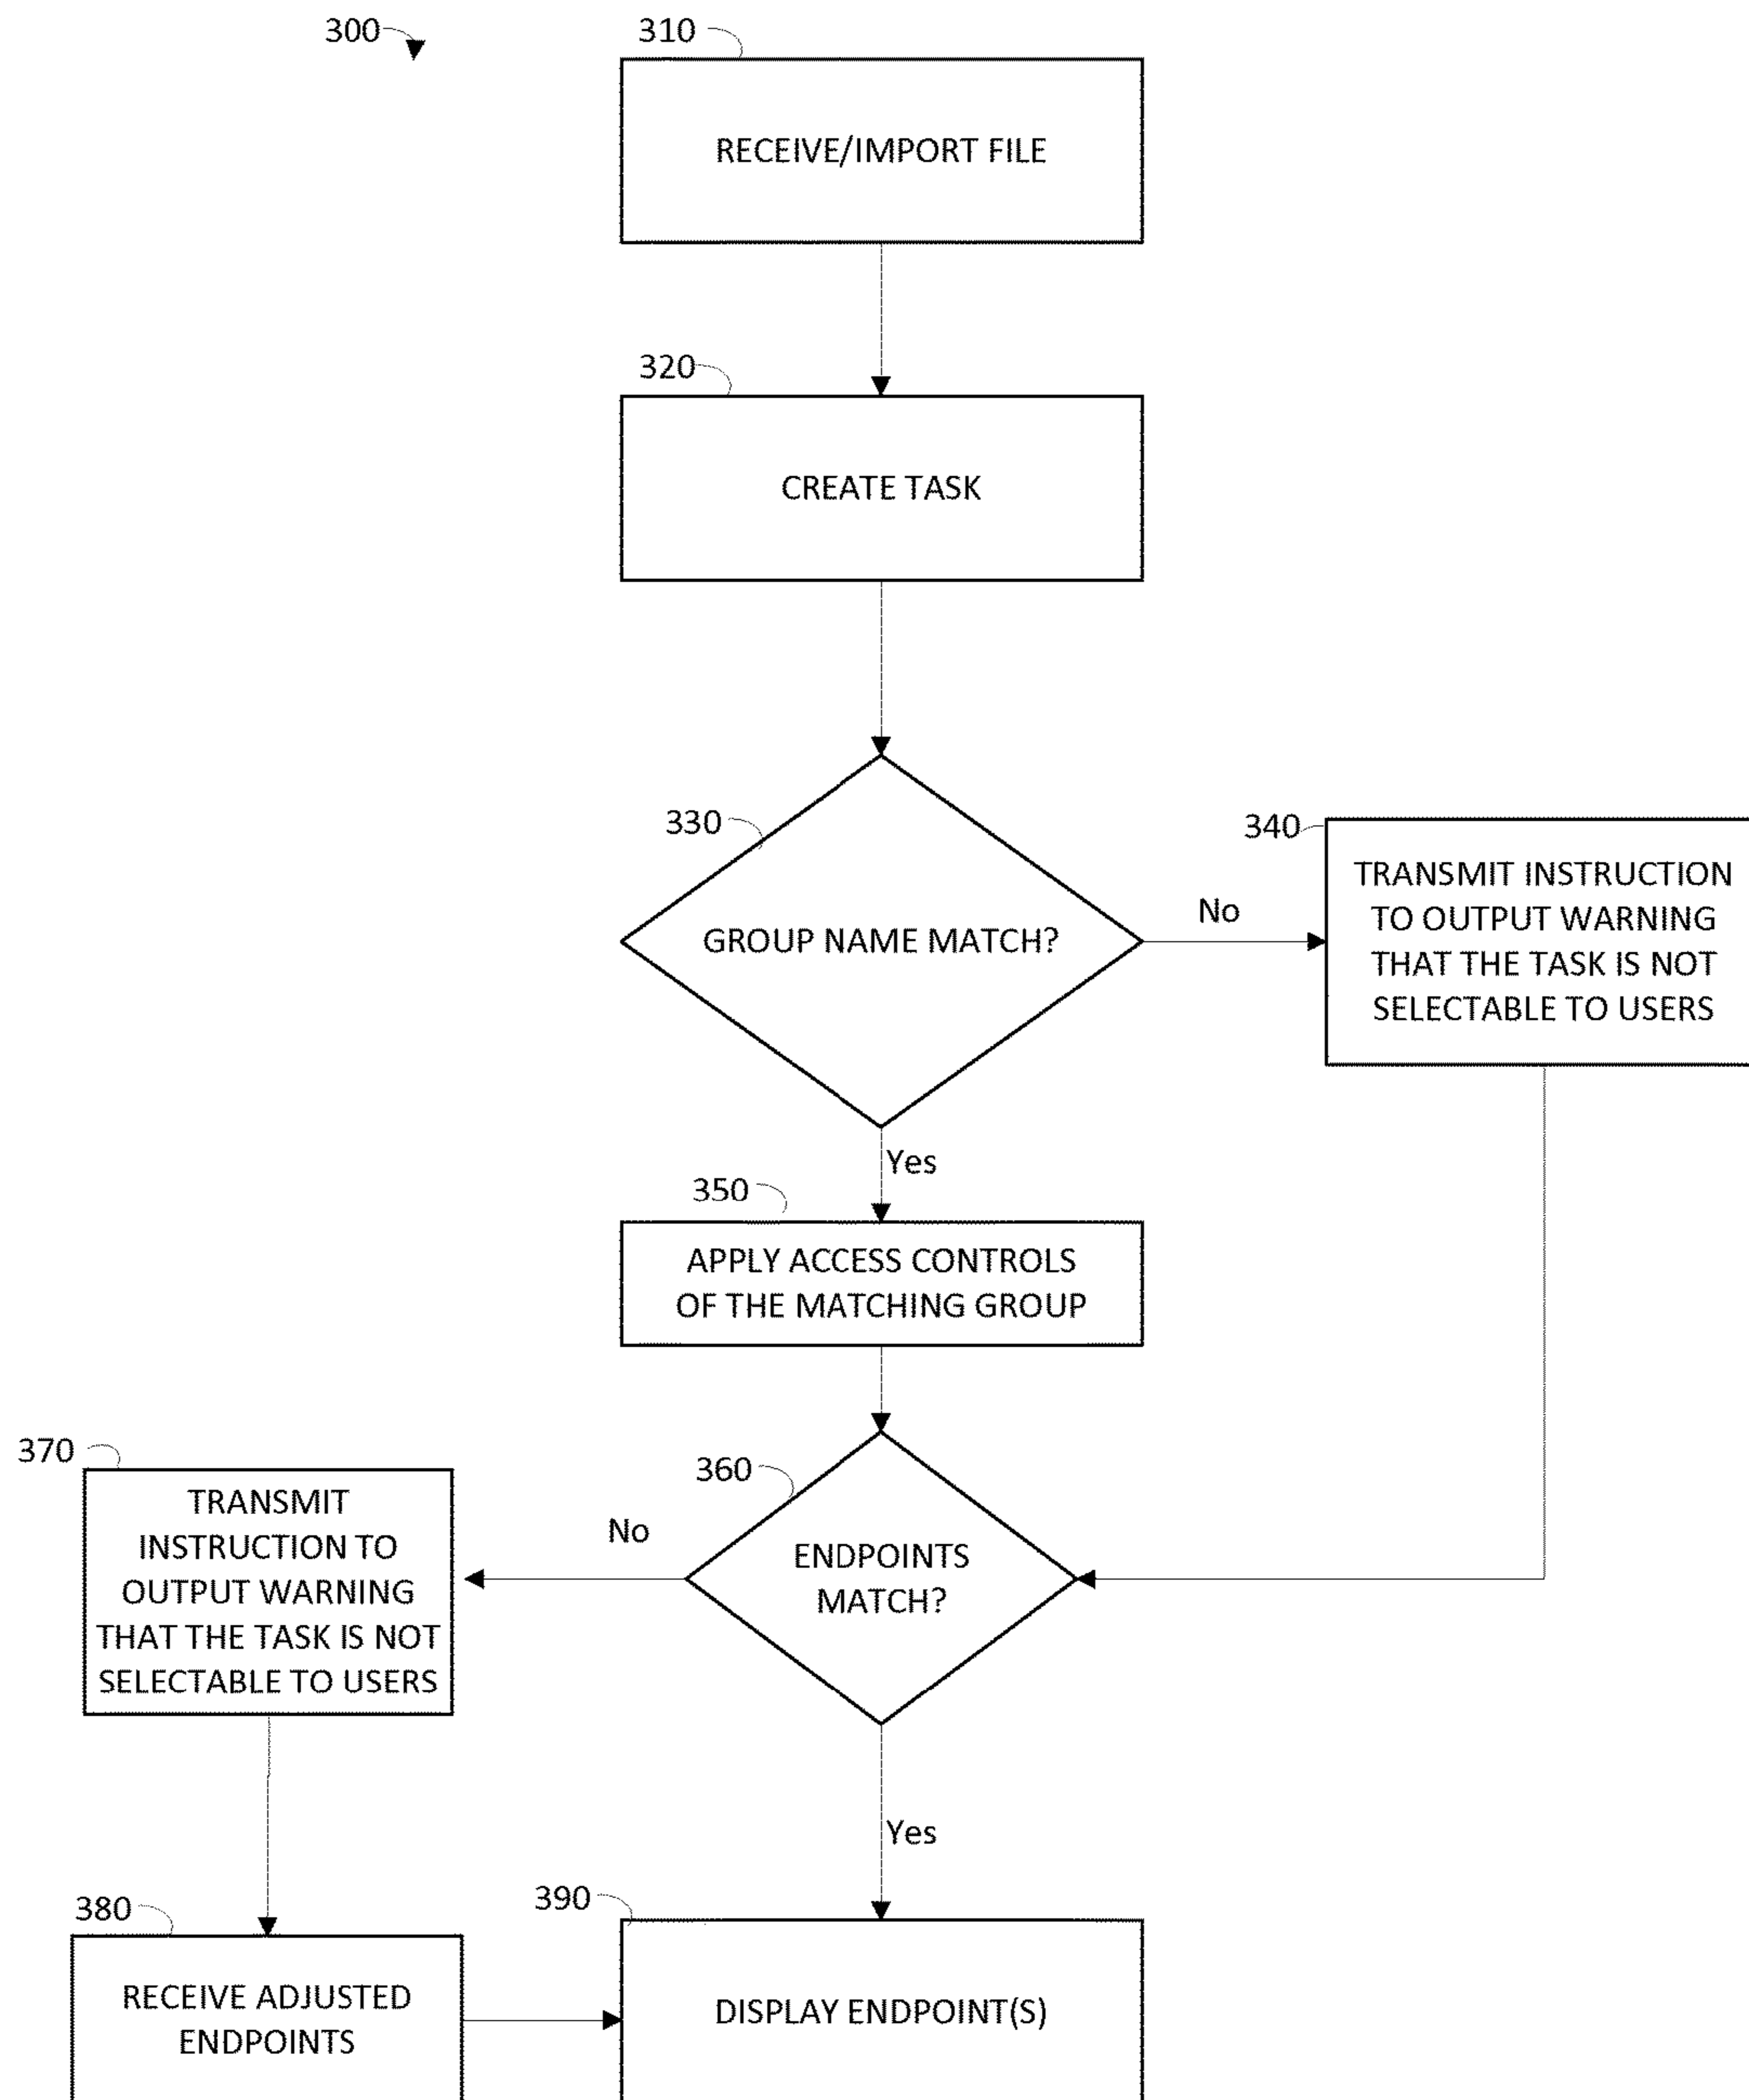 300
310
RECEIVE/IMPORT FILE
320
CREATE TASK
330
GROUP NAME MATCH?
No
340
TRANSMIT INSTRUCTION
TO OUTPUT WARNING
THAT THE TASK IS NOT
SELECTABLE TO USERS
Yes
350
APPLY ACCESS CONTROLS
OF THE MATCHING GROUP
360
ENDPOINTS
MATCH?
No
370
TRANSMIT
INSTRUCTION TO
OUTPUT WARNING
THAT THE TASK IS NOT
SELECTABLE TO USERS
Yes
380
RECEIVE ADJUSTED
ENDPOINTS
390
DISPLAY ENDPOINT(S)